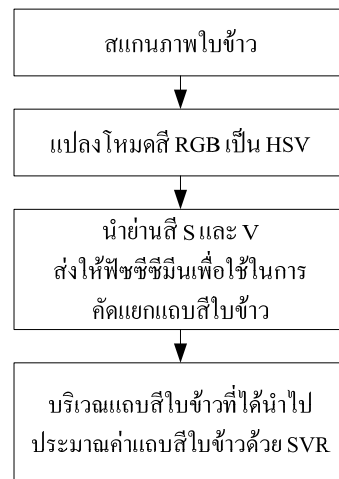 สแกนภาพใบข้าว
แปลงโหมดสี RGB เป็น HSV
นำย่านสี S และ V
ส่งให้ฟัซซีซีมีนเพื่อใช้ในการ
คัดแยกแถบสีใบข้าว
บริเวณแถบสีใบข้าวที่ได้นำไป
ประมาณค่าแถบสีใบข้าวด้วย SVR